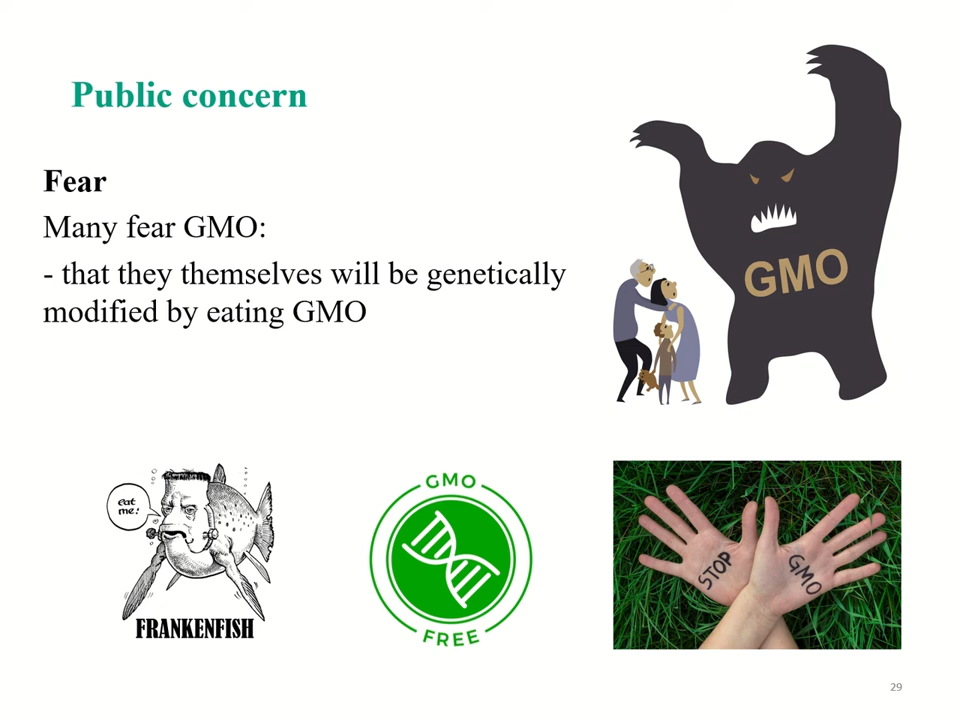 Public concern
Fear
Many fear GMO:
- that they themselves will be genetically
modified by eating GMO
GMO
eat
me!
FRANKENFISH
GMO
FREE
STOP
GMO
29